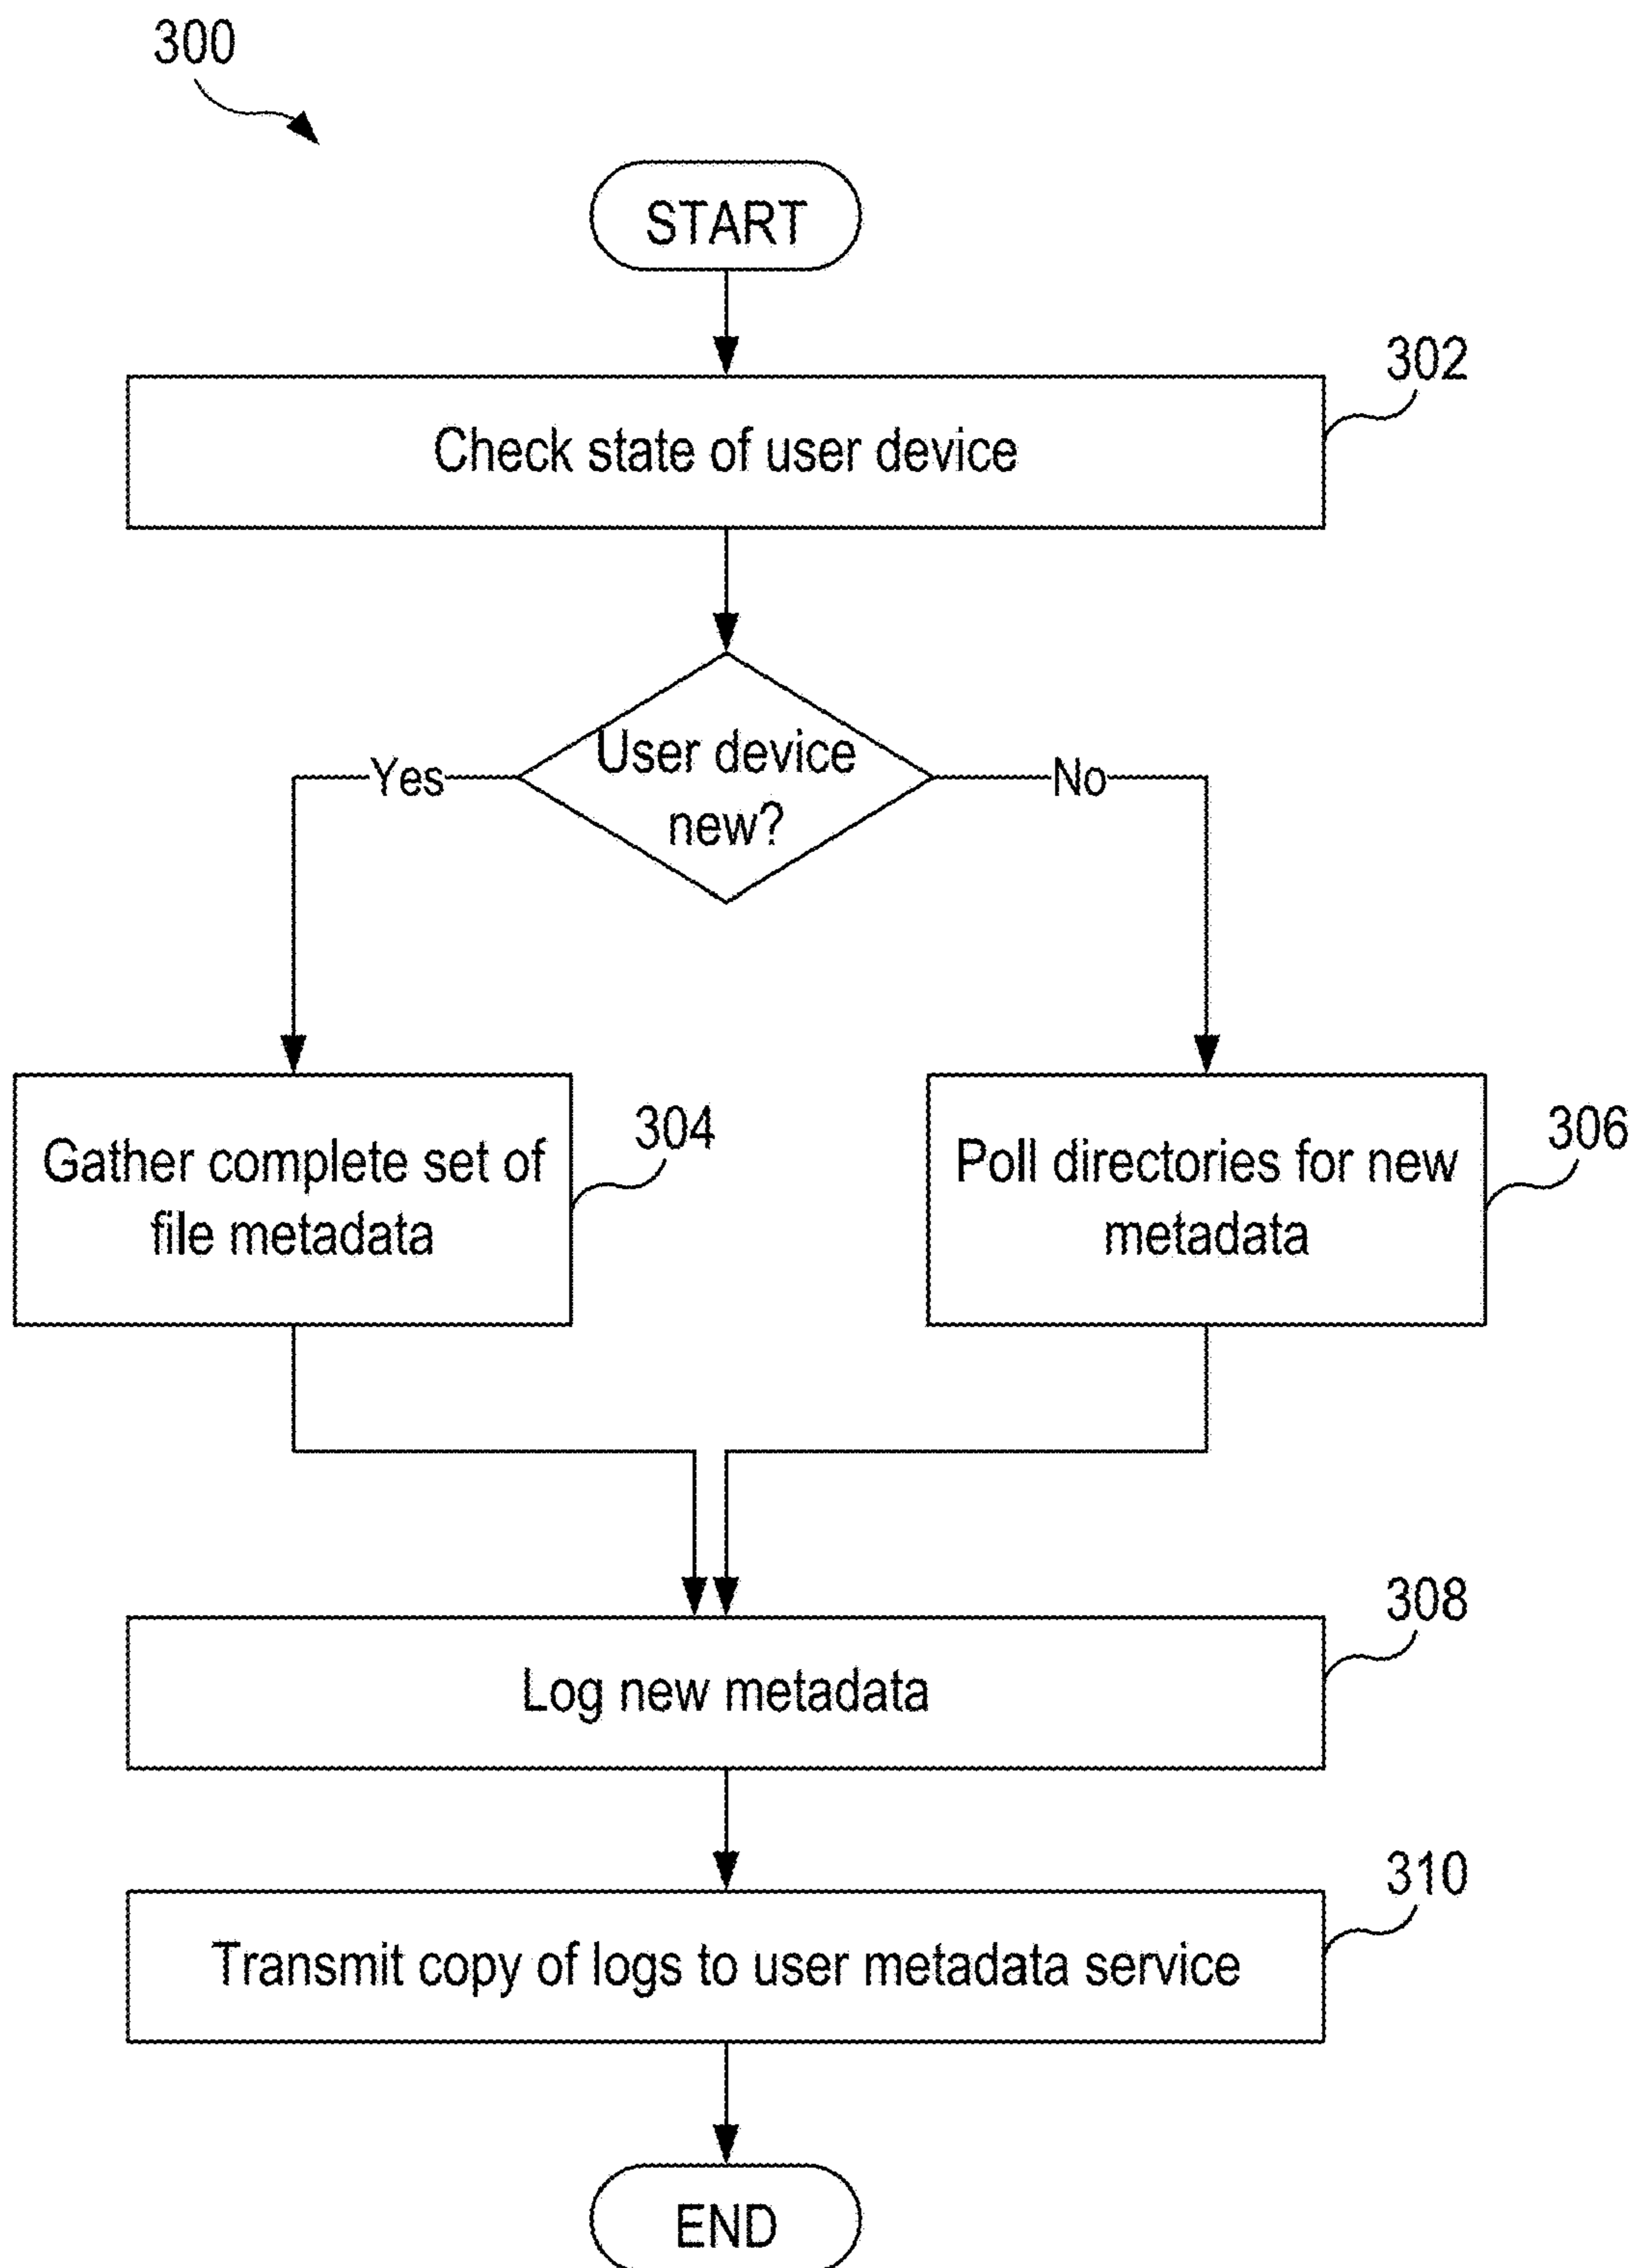 300
START
302
Check state of user device
User device
new?
Yes
No
304
Gather complete set of
file metadata
306
Poll directories for new
metadata
308
Log new metadata
310
Transmit copy of logs to user metadata service
END